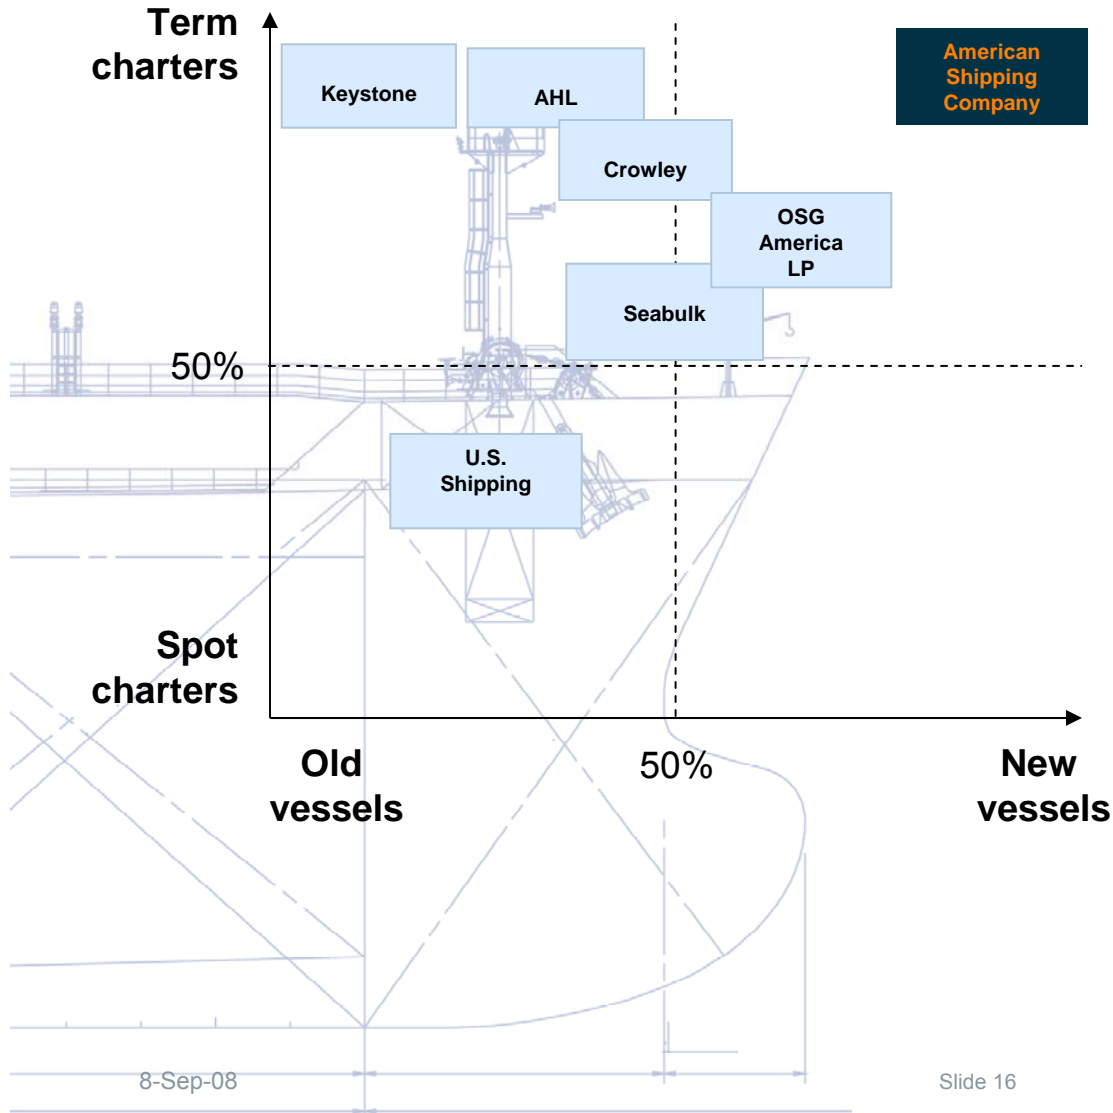 Term
charters
Keystone
AHL
American
Shipping
Company
Crowley
OSG
America
LP
Seabulk
50%
U.S.
Shipping
Spot
charters
Old
vessels
50%
New
vessels
8-Sep-08
Slide 16